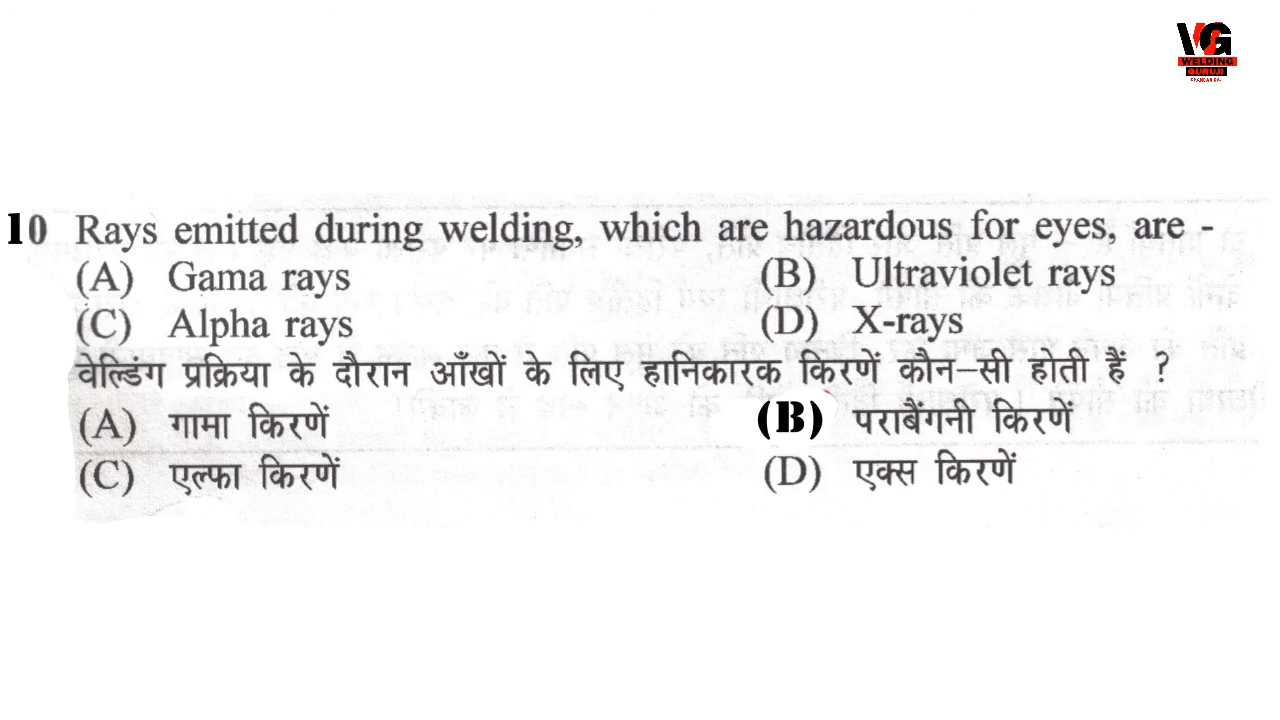 VG
WELDING
GURUJI
10 Rays emitted during welding, which are hazardous for eyes, are -
(A) Gama rays (B) Ultraviolet rays
(C) Alpha rays (D) X-rays
वेल्डिंग प्रक्रिया के दौरान आँखों के लिए हानिकारक किरणें कौन–सी होती हैं ?
(A) गामा किरणें (B) पराबैंगनी किरणें
(C) एल्फा किरणें (D) एक्स किरणें